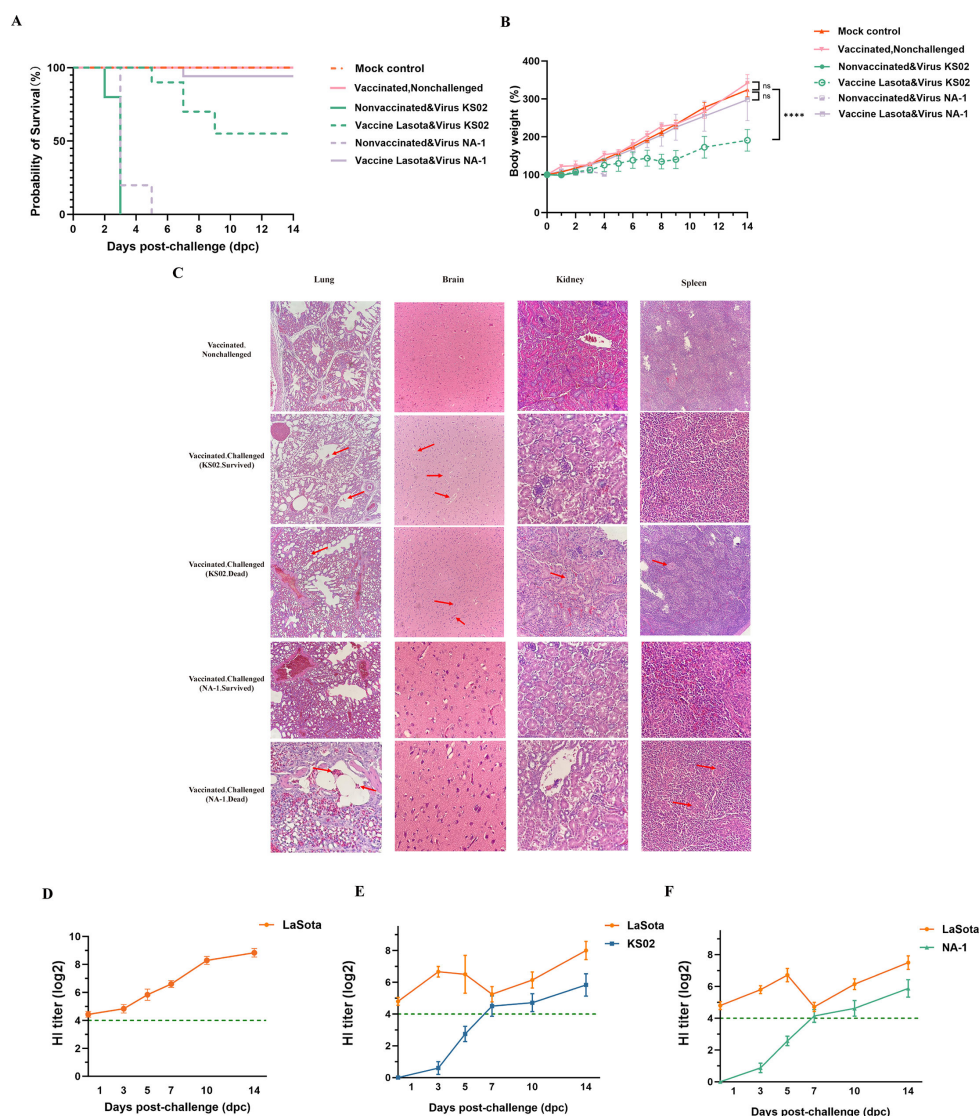 A
Probability of Survival (%)
100
50
0
0 2 4 6 8 10 12 14
Days post-challenge (dpc)
Mock control
Vaccinated,Nonchallenged
Nonvaccinated&Virus KS02
Vaccine Lasota&Virus KS02
Nonvaccinated&Virus NA-1
Vaccine Lasota&Virus NA-1
B
Body weight (%)
400
300
200
100
0
0 2 4 6 8 10 12 14
Days post-challenge (dpc)
ns
ns
****
Mock control
Vaccinated,Nonchallenged
Nonvaccinated&Virus KS02
Vaccine Lasota&Virus KS02
Nonvaccinated&Virus NA-1
Vaccine Lasota&Virus NA-1
C
Lung Brain Kidney Spleen
Vaccinated.
Nonchallenged
Vaccinated.Challenged
(KS02.Survived)
Vaccinated.Challenged
(KS02.Dead)
Vaccinated.Challenged
(NA-1.Survived)
Vaccinated.Challenged
(NA-1.Dead)
D
LaSota
HI titer (log2)
10
8
6
4
2
0
1 3 5 7 10 14
Days post-challenge (dpc)
E
LaSota
KS02
HI titer (log2)
8
6
4
2
0
1 3 5 7 10 14
Days post-challenge (dpc)
F
LaSota
NA-1
HI titer (log2)
8
6
4
2
0
1 3 5 7 10 14
Days post-challenge (dpc)